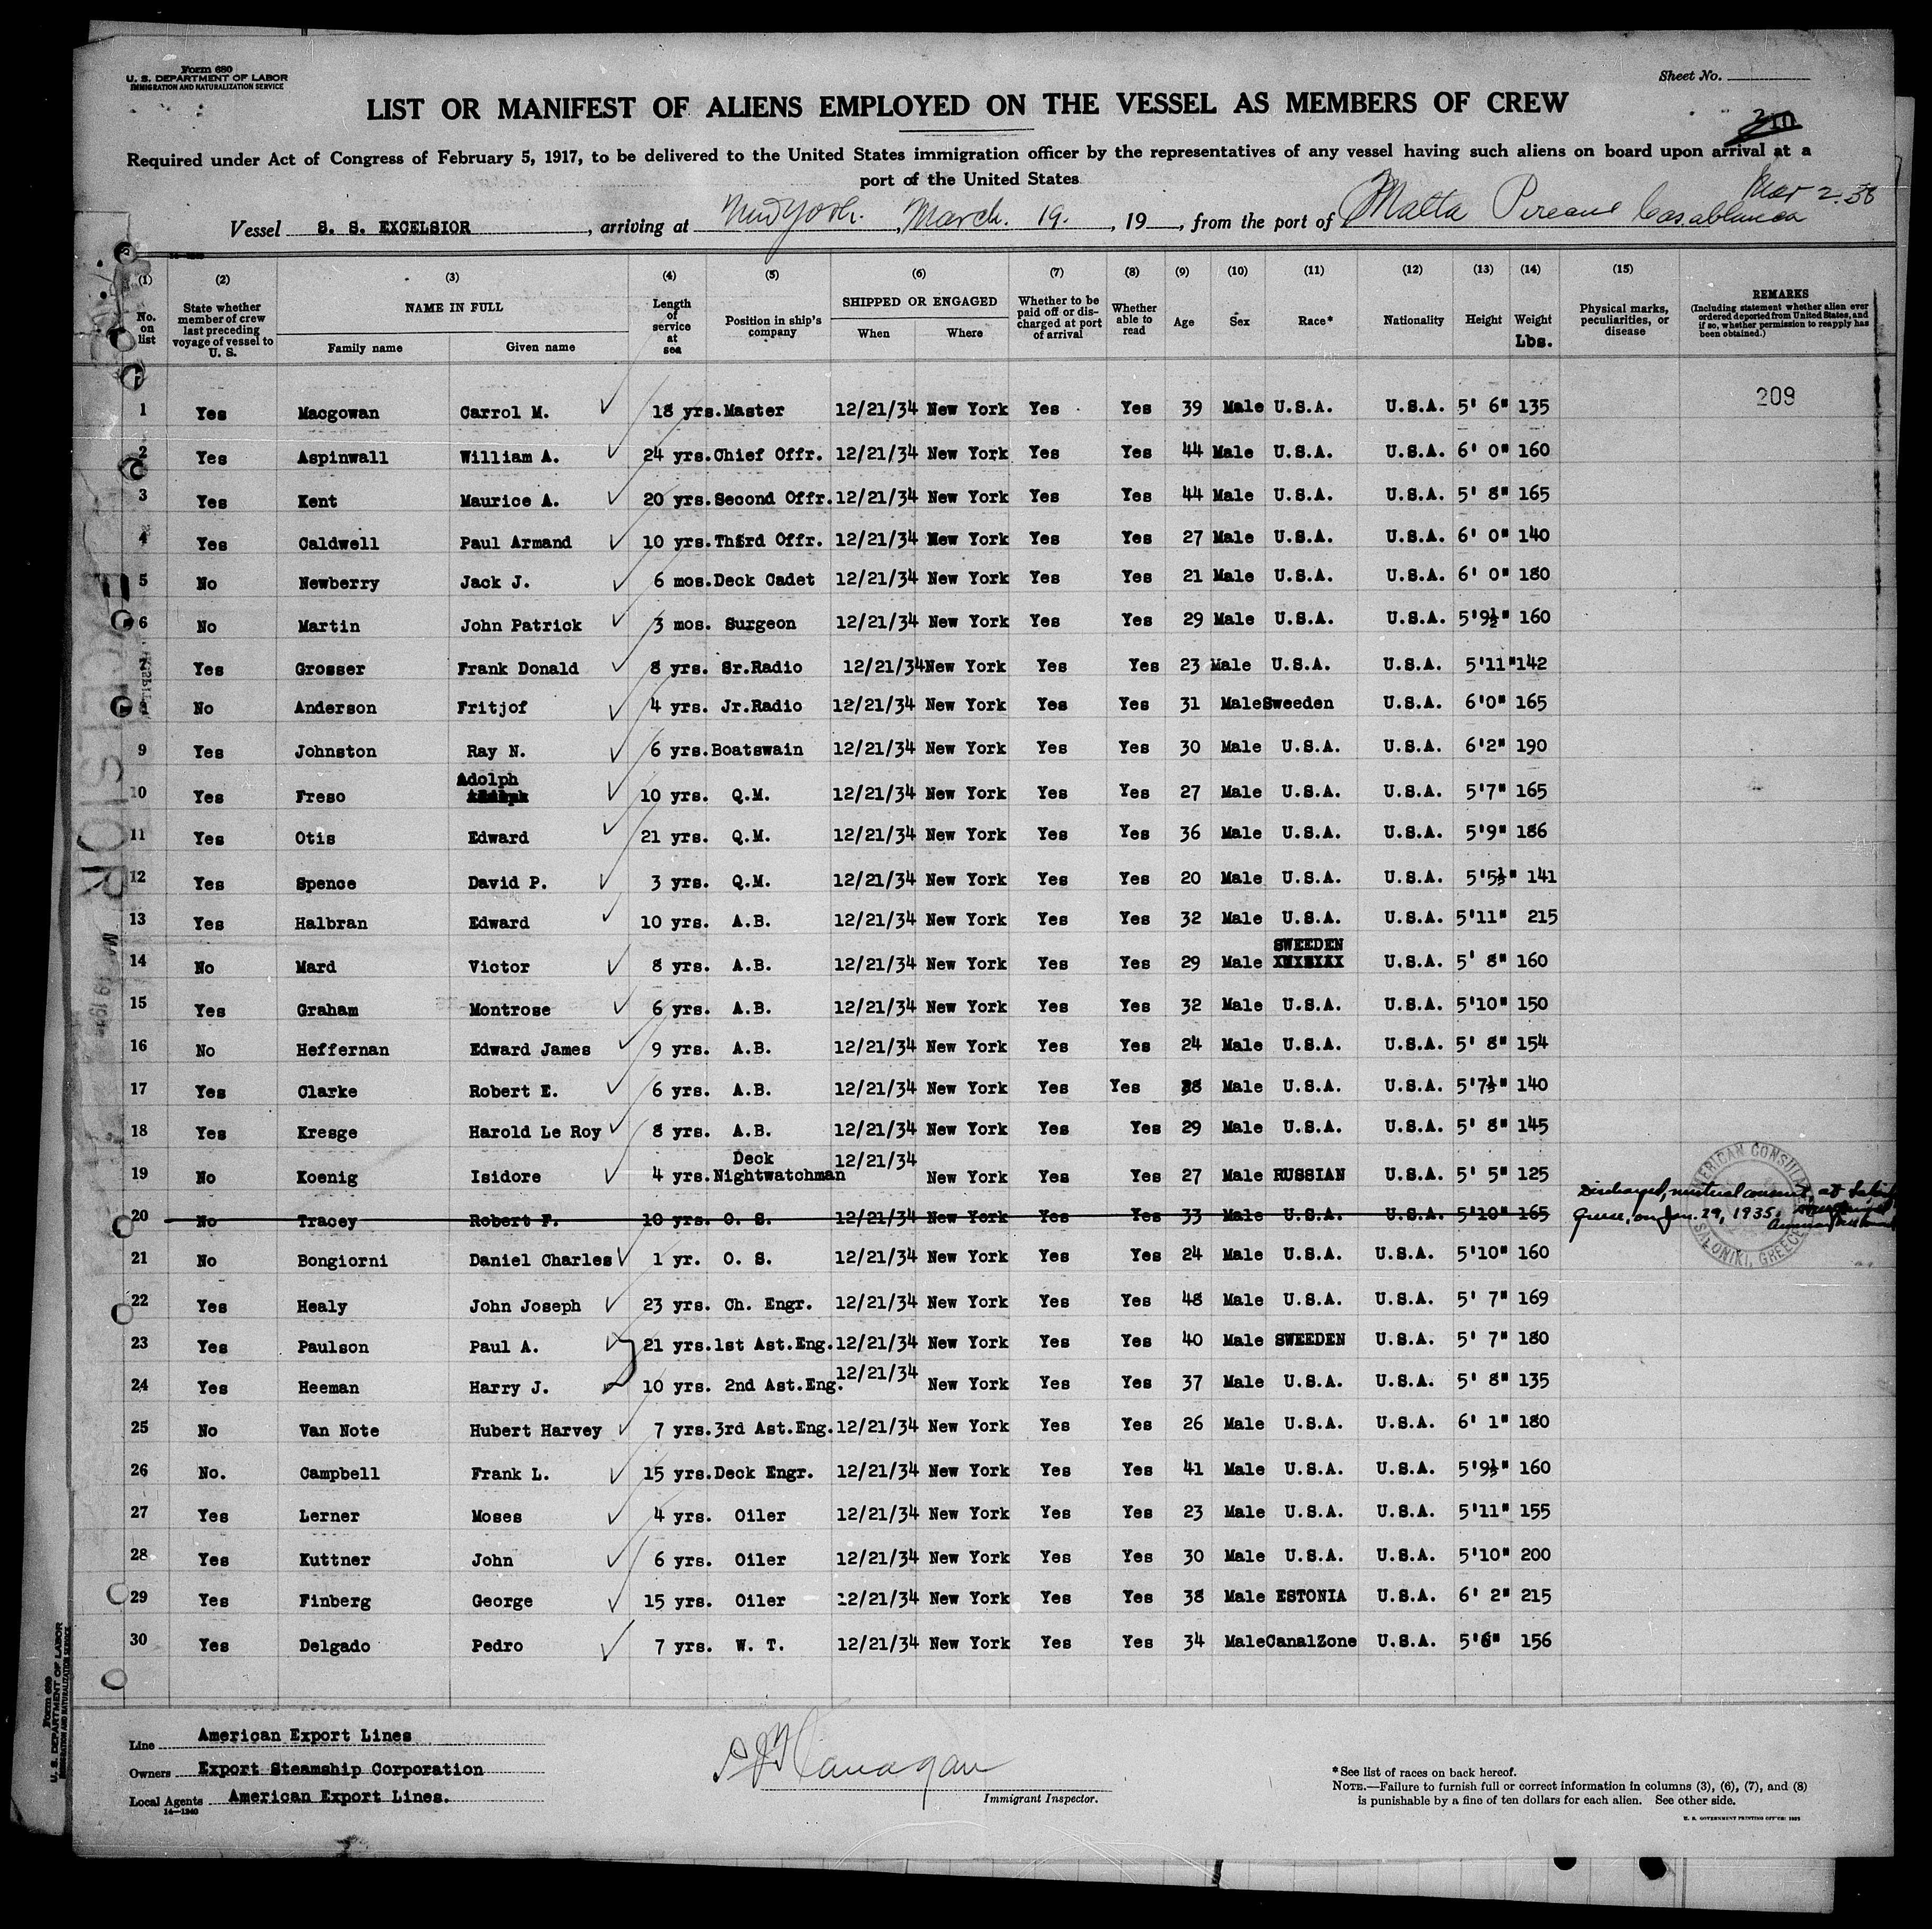 Form 680
U. S. DEPARTMENT OF LABOR
IMMIGRATION AND NATURALIZATION SERVICE
Sheet No.
LIST OR MANIFEST OF ALIENS EMPLOYED ON THE VESSEL AS MEMBERS OF CREW
Required under Act of Congress of February 5, 1917, to be delivered to the United States immigration officer by the representatives of any vessel having such aliens on board upon arrival at a
port of the United States
Mar 2.
Vessel S. S. EXCELSIOR, arriving at New York, March. 19., 19, from the port of Malta Pireaus Casablanca
(1) (2) (3) (4) (5) (6) (7) (8) (9) (10) (11) (12) (13) (14) (15)
No. on list
State whether member of crew last preceding voyage of vessel to U. S.
NAME IN FULL
Family name
Given name
Length of service at sea
Position in ship's company
SHIPPED OR ENGAGED
When
Where
Whether to be paid off or discharged at port of arrival
Whether able to read
Age
Sex
Race*
Nationality
Height
Weight Lbs.
Physical marks, peculiarities, or disease
REMARKS
(Including statement whether alien ever ordered deported from United States, and if so, whether permission to reapply has been obtained.)
209
1 Yes Macgowan Carrol M. 18 yrs. Master 12/21/34 New York Yes Yes 39 Male U.S.A. U.S.A. 5' 6" 135
2 Yes Aspinwall William A. 24 yrs. Chief Offr. 12/21/34 New York Yes Yes 44 Male U.S.A. U.S.A. 6' 0" 160
3 Yes Kent Maurice A. 20 yrs. Second Offr. 12/21/34 New York Yes Yes 44 Male U.S.A. U.S.A. 5' 8" 165
4 Yes Caldwell Paul Armand 10 yrs. Third Offr. 12/21/34 New York Yes Yes 27 Male U.S.A. U.S.A. 6' 0" 140
5 No Newberry Jack J. 6 mos. Deck Cadet 12/21/34 New York Yes Yes 21 Male U.S.A. U.S.A. 6' 0" 180
6 No Martin John Patrick 3 mos. Surgeon 12/21/34 New York Yes Yes 29 Male U.S.A. U.S.A. 5'9½" 160
7 Yes Grosser Frank Donald 8 yrs. Sr.Radio 12/21/34 New York Yes Yes 23 Male U.S.A. U.S.A. 5'11" 142
8 No Anderson Fritjof 4 yrs. Jr.Radio 12/21/34 New York Yes Yes 31 Male Sweeden U.S.A. 6'0" 165
9 Yes Johnston Ray N. 6 yrs. Boatswain 12/21/34 New York Yes Yes 30 Male U.S.A. U.S.A. 6'2" 190
10 Yes Freso Adolph 10 yrs. Q.M. 12/21/34 New York Yes Yes 27 Male U.S.A. U.S.A. 5'7" 165
11 Yes Otis Edward 21 yrs. Q.M. 12/21/34 New York Yes Yes 36 Male U.S.A. U.S.A. 5'9" 186
12 Yes Spence David P. 3 yrs. Q.M. 12/21/34 New York Yes Yes 20 Male U.S.A. U.S.A. 5'5½" 141
13 Yes Halbran Edward 10 yrs. A.B. 12/21/34 New York Yes Yes 32 Male U.S.A. U.S.A. 5'11" 215
14 No Mard Victor 8 yrs. A.B. 12/21/34 New York Yes Yes 29 Male SWEEDEN U.S.A. 5' 8" 160
15 Yes Graham Montrose 6 yrs. A.B. 12/21/34 New York Yes Yes 32 Male U.S.A. U.S.A. 5'10" 150
16 No Heffernan Edward James 9 yrs. A.B. 12/21/34 New York Yes Yes 24 Male U.S.A. U.S.A. 5' 8" 154
17 Yes Clarke Robert E. 6 yrs. A.B. 12/21/34 New York Yes Yes Male U.S.A. U.S.A. 5'7½" 140
18 Yes Kresge Harold Le Roy 8 yrs. A.B. 12/21/34 New York Yes Yes 29 Male U.S.A. U.S.A. 5' 8" 145
19 No Koenig Isidore 4 yrs. Deck Nightwatchman 12/21/34 New York Yes Yes 27 Male RUSSIAN U.S.A. 5' 5" 125
20 No Tracey Robert F. 10 yrs. O. S. 12/21/34 New York Yes Yes 33 Male U.S.A. U.S.A. 5'10" 165
Discharged, mutual consent, at
Greece, on Jan. 29, 1935.
AMERICAN CONSUL
SALONIKI, GREECE
21 No Bongiorni Daniel Charles 1 yr. O. S. 12/21/34 New York Yes Yes 24 Male U.S.A. U.S.A. 5'10" 160
22 Yes Healy John Joseph 23 yrs. Ch. Engr. 12/21/34 New York Yes Yes 48 Male U.S.A. U.S.A. 5' 7" 169
23 Yes Paulson Paul A. 21 yrs. 1st Ast.Eng. 12/21/34 New York Yes Yes 40 Male SWEEDEN U.S.A. 5' 7" 180
24 Yes Heeman Harry J. 10 yrs. 2nd Ast.Eng. 12/21/34 New York Yes Yes 37 Male U.S.A. U.S.A. 5' 8" 135
25 No Van Note Hubert Harvey 7 yrs. 3rd Ast.Eng. 12/21/34 New York Yes Yes 26 Male U.S.A. U.S.A. 6' 1" 180
26 No. Campbell Frank L. 15 yrs. Deck Engr. 12/21/34 New York Yes Yes 41 Male U.S.A. U.S.A. 5'9½" 160
27 Yes Lerner Moses 4 yrs. Oiler 12/21/34 New York Yes Yes 23 Male U.S.A. U.S.A. 5'11" 155
28 Yes Kuttner John 6 yrs. Oiler 12/21/34 New York Yes Yes 30 Male U.S.A. U.S.A. 5'10" 200
29 Yes Finberg George 15 yrs. Oiler 12/21/34 New York Yes Yes 38 Male ESTONIA U.S.A. 6' 2" 215
30 Yes Delgado Pedro 7 yrs. W. T. 12/21/34 New York Yes Yes 34 Male CanalZone U.S.A. 5'6" 156
EXCELSIOR
Line American Export Lines
Owners Export Steamship Corporation
Local Agents American Export Lines.
14—1240
Flanagan
Immigrant Inspector.
*See list of races on back hereof.
NOTE.—Failure to furnish full or correct information in columns (3), (6), (7), and (8)
is punishable by a fine of ten dollars for each alien. See other side.
U. S. GOVERNMENT PRINTING OFFICE:
Form 680
U. S. DEPARTMENT OF LABOR
IMMIGRATION AND NATURALIZATION SERVICE